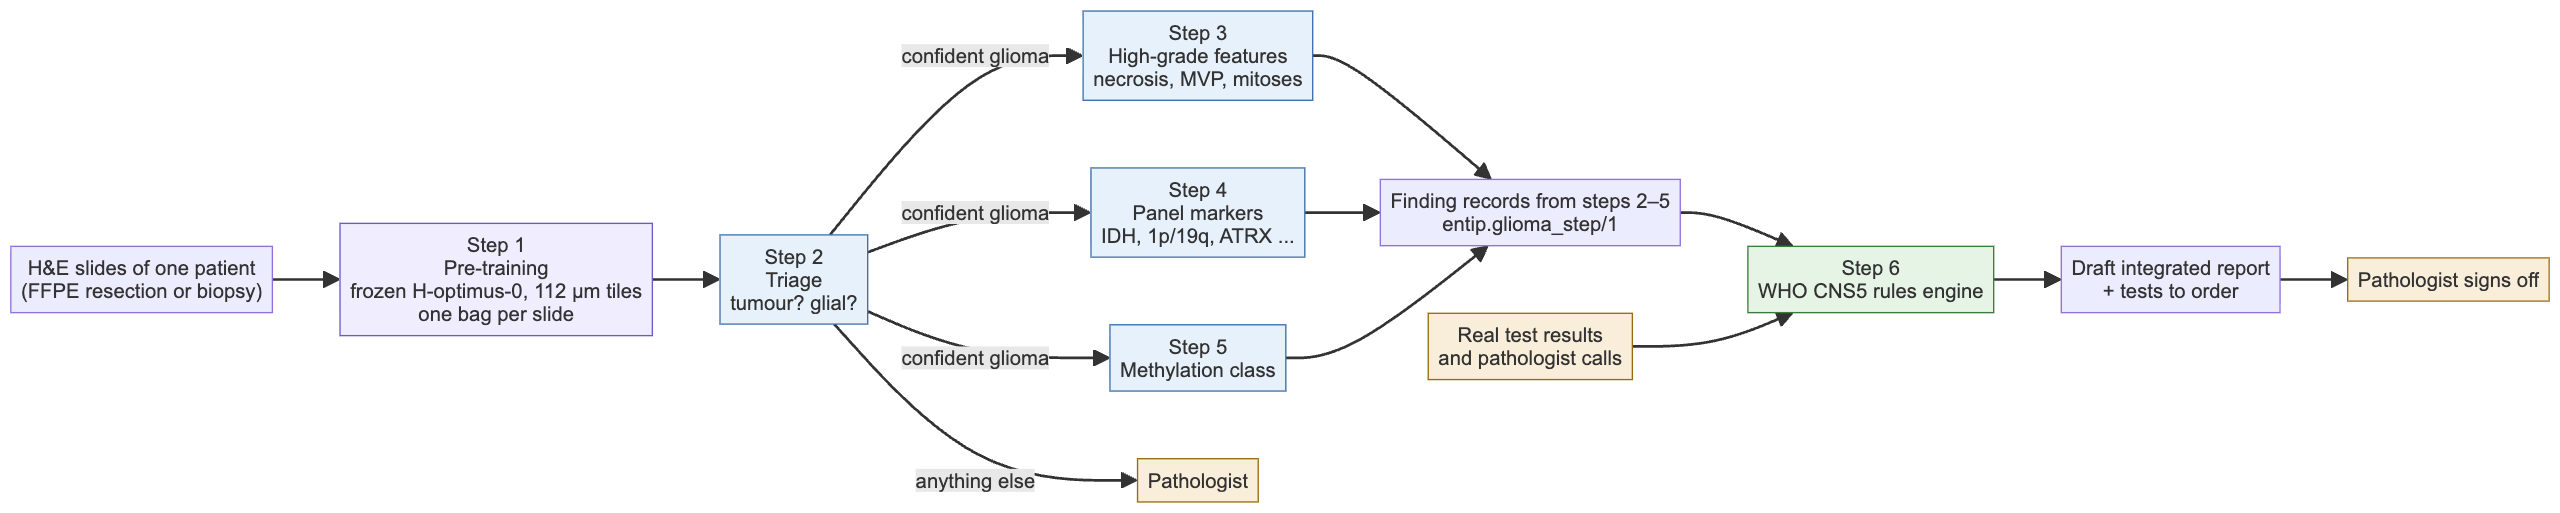 H&E slides of one patient
(FFPE resection or biopsy)
Step 1
Pre-training
frozen H-optimus-0, 112 µm tiles
one bag per slide
Step 2
Triage
tumour? glial?
confident glioma
confident glioma
confident glioma
anything else
Step 3
High-grade features
necrosis, MVP, mitoses
Step 4
Panel markers
IDH, 1p/19q, ATRX ...
Step 5
Methylation class
Pathologist
Finding records from steps 2–5
entip.glioma_step/1
Real test results
and pathologist calls
Step 6
WHO CNS5 rules engine
Draft integrated report
+ tests to order
Pathologist signs off